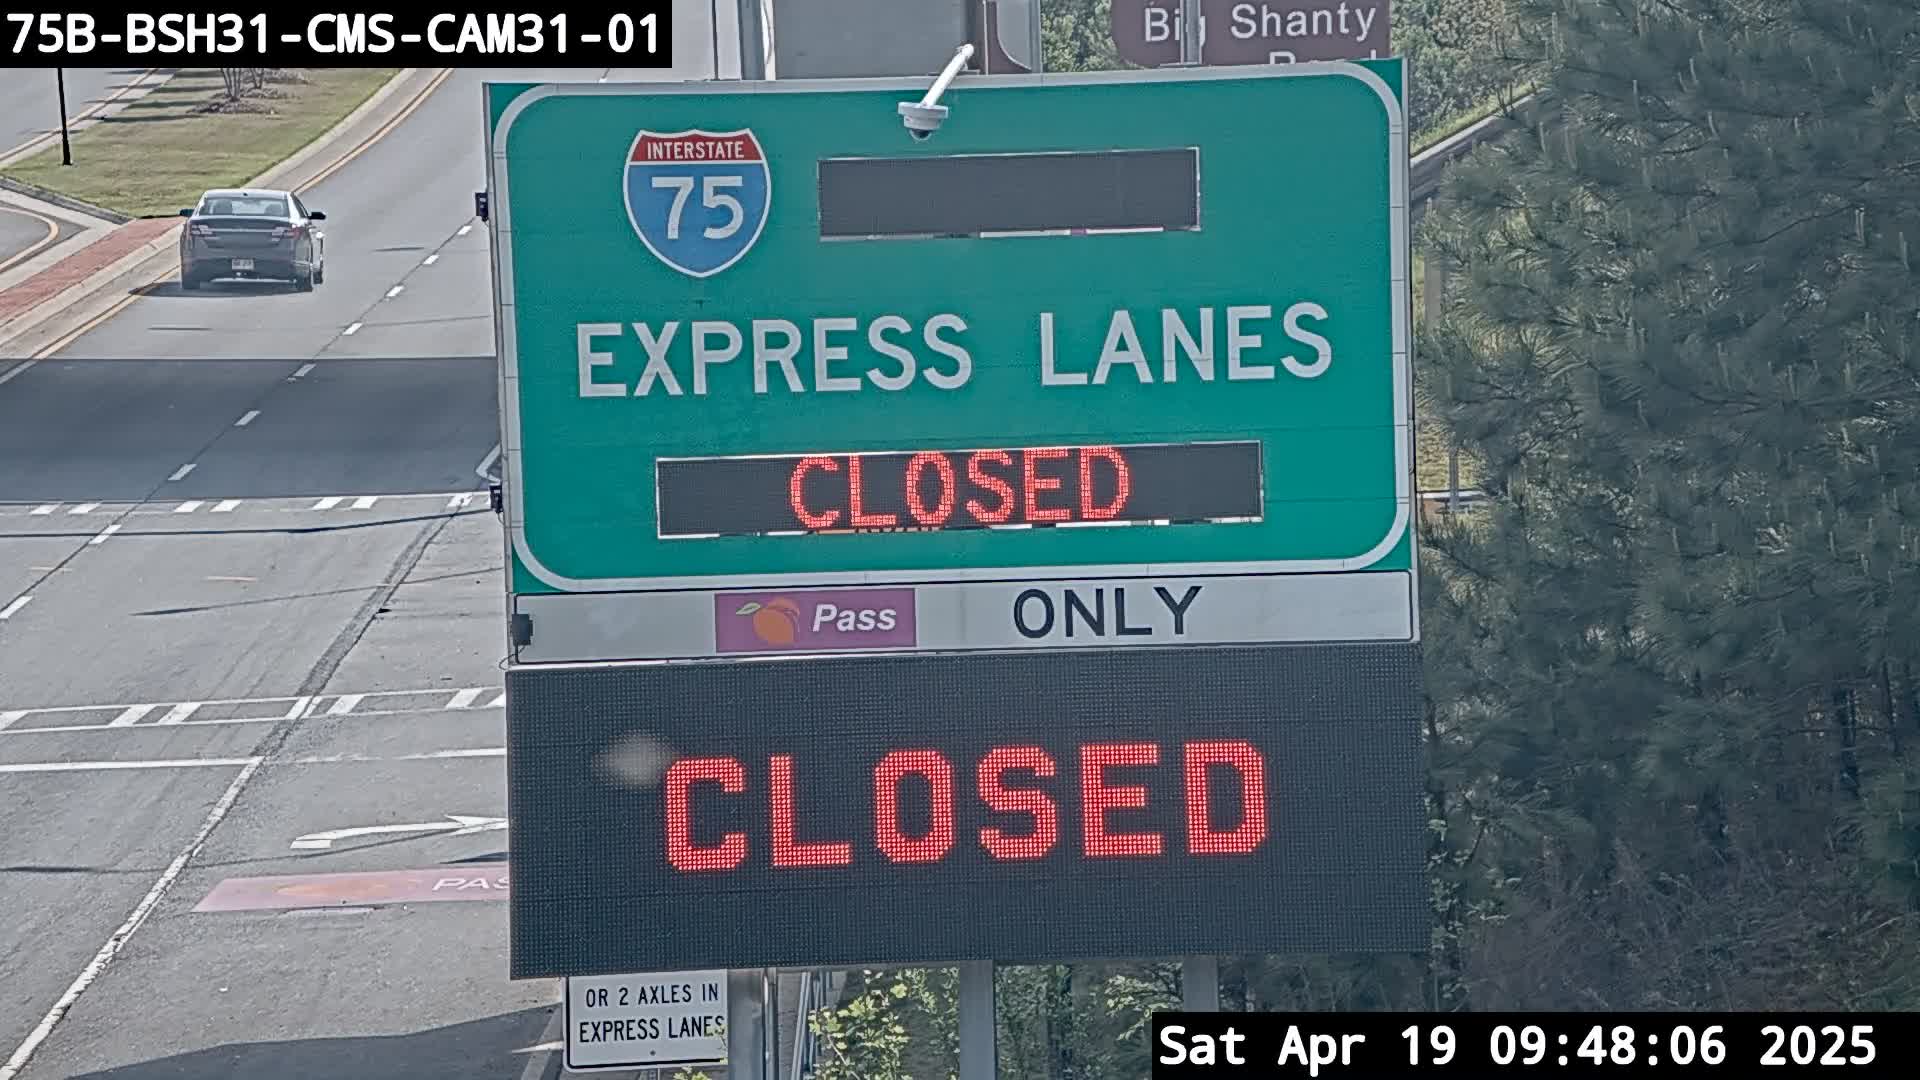 75B-BSH31-CMS-CAM31-01
Big Shanty
INTERSTATE
75
EXPRESS LANES
CLOSED
Pass ONLY
CLOSED
OR 2 AXLES IN
EXPRESS LANES
Sat Apr 19 09:48:06 2025